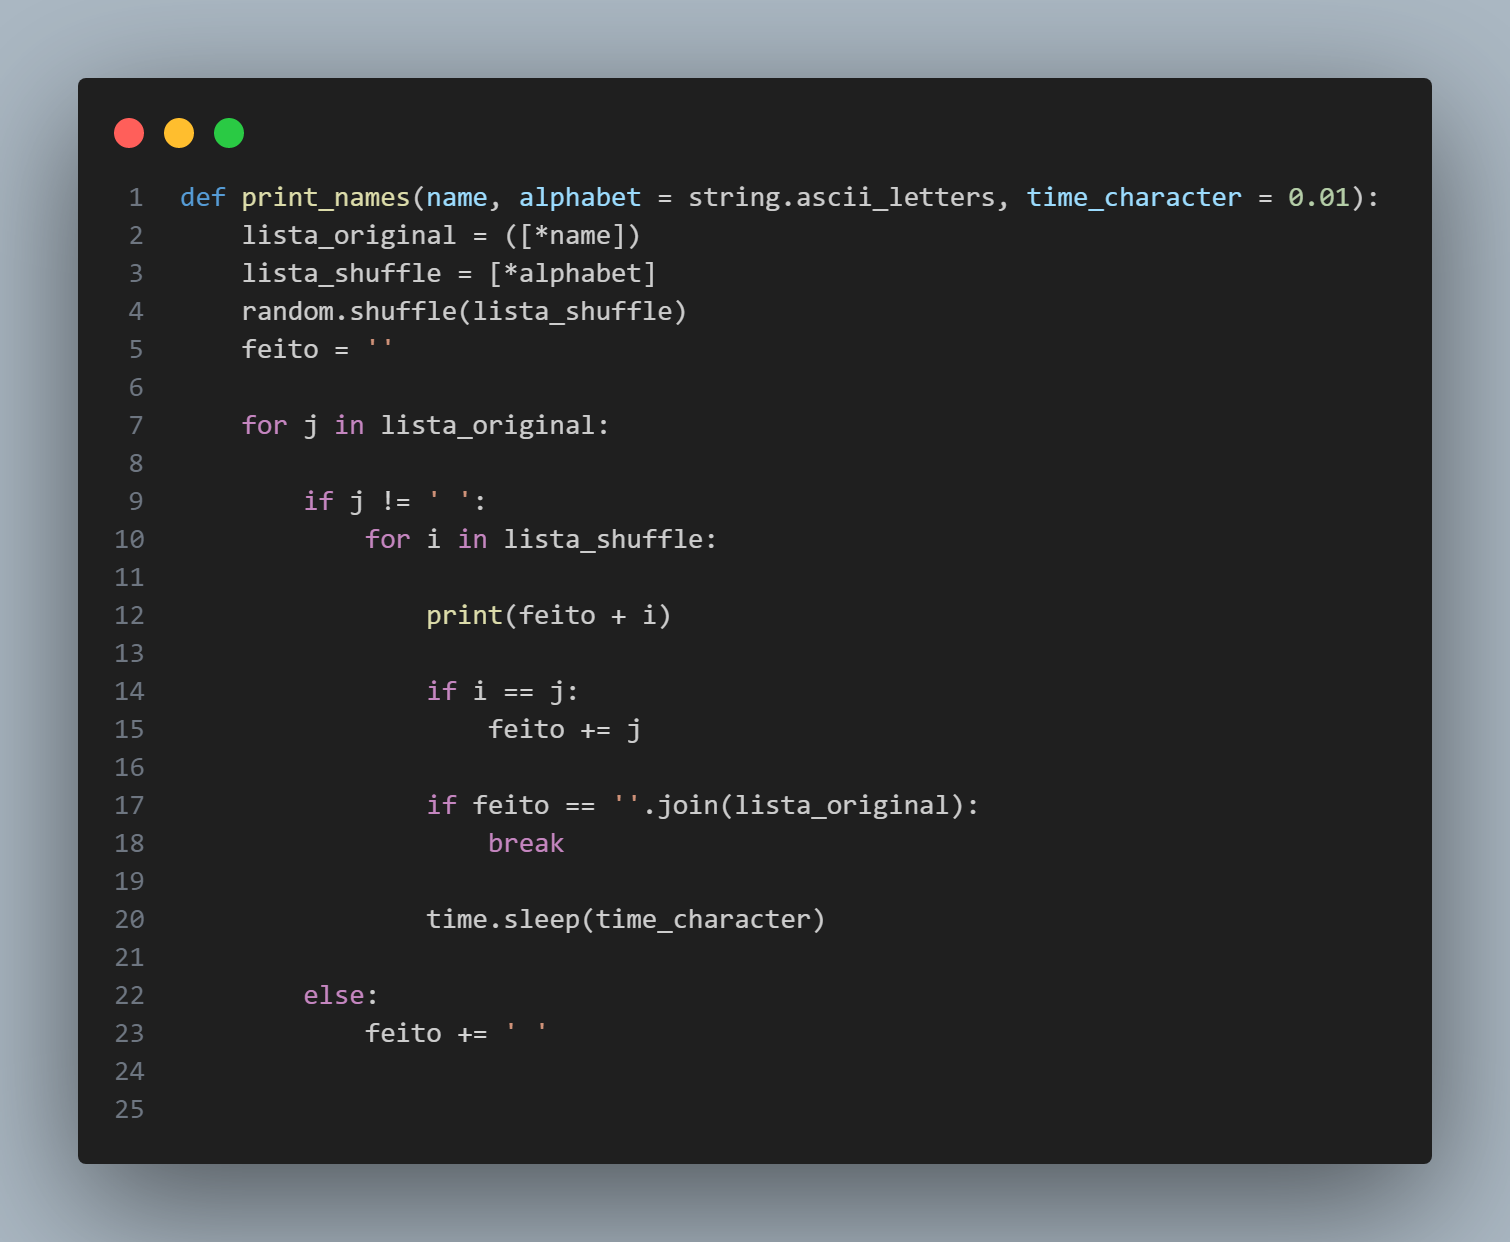 1 def print_names(name, alphabet = string.ascii_letters, time_character = 0.01):
2     lista_original = ([*name])
3     lista_shuffle = [*alphabet]
4     random.shuffle(lista_shuffle)
5     feito = ''
6
7     for j in lista_original:
8
9         if j != ' ':
10             for i in lista_shuffle:
11
12                 print(feito + i)
13
14                 if i == j:
15                     feito += j
16
17                 if feito == ''.join(lista_original):
18                     break
19
20                 time.sleep(time_character)
21
22         else:
23             feito += ' '
24
25